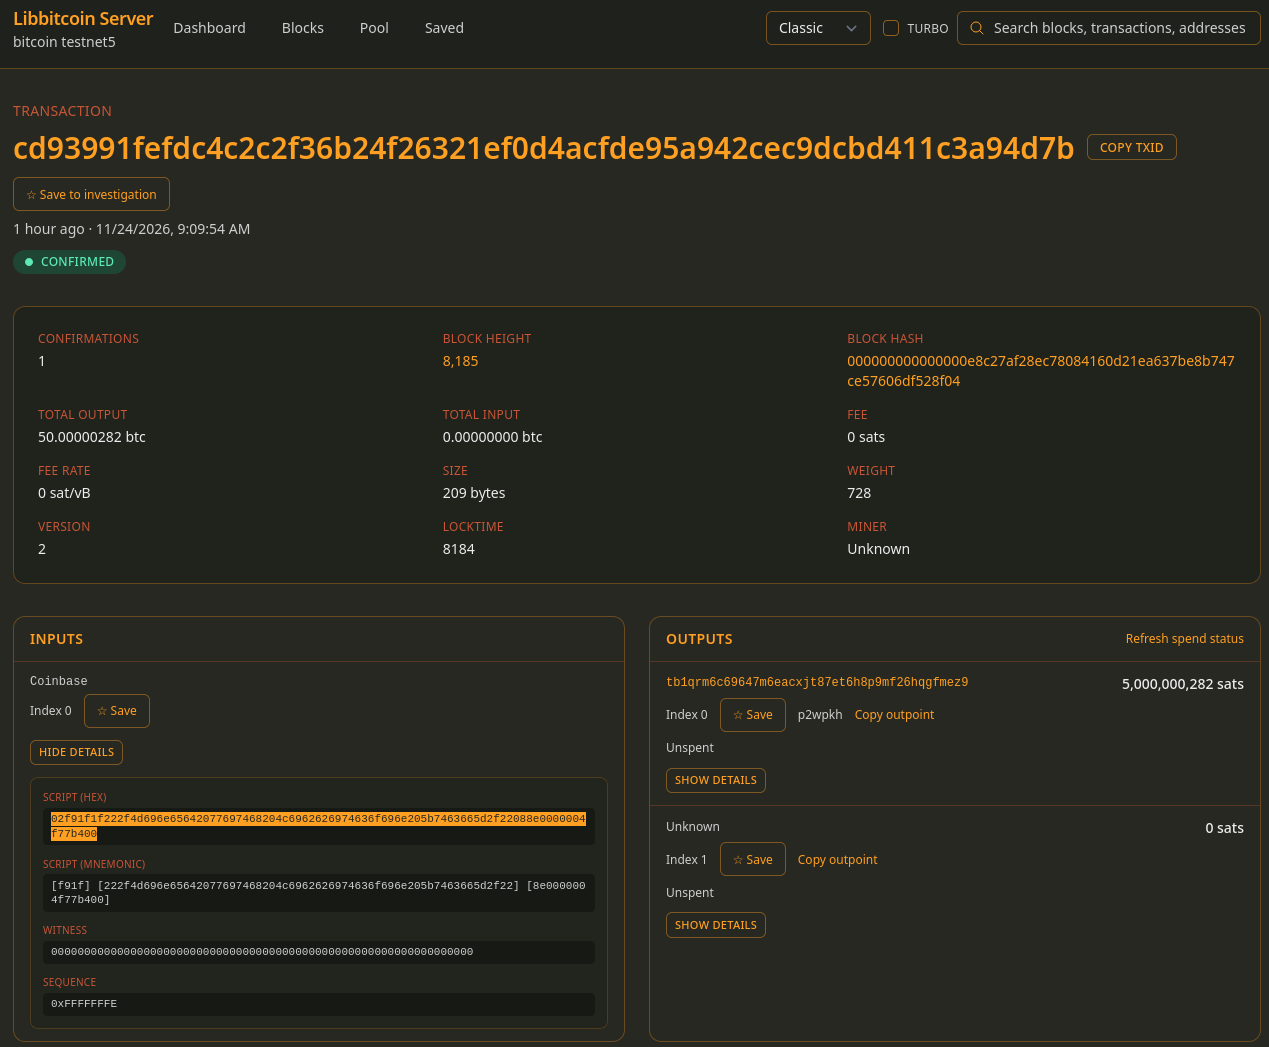 Libbitcoin Server
bitcoin testnet5
Dashboard
Blocks
Pool
Saved
Classic
TURBO
Search blocks, transactions, addresses
TRANSACTION
cd93991fefdc4c2c2f36b24f26321ef0d4acfde95a942cec9dcbd411c3a94d7b
COPY TXID
☆ Save to investigation
1 hour ago · 11/24/2026, 9:09:54 AM
CONFIRMED
CONFIRMATIONS
1
BLOCK HEIGHT
8,185
BLOCK HASH
000000000000000e8c27af28ec78084160d21ea637be8b747
ce57606df528f04
TOTAL OUTPUT
50.00000282 btc
TOTAL INPUT
0.00000000 btc
FEE
0 sats
FEE RATE
0 sat/vB
SIZE
209 bytes
WEIGHT
728
VERSION
2
LOCKTIME
8184
MINER
Unknown
INPUTS
Coinbase
Index 0
☆ Save
HIDE DETAILS
SCRIPT (HEX)
02f91f1f222f4d696e65642077697468204c6962626974636f696e205b7463665d2f22088e0000004
f77b400
SCRIPT (MNEMONIC)
[f91f] [222f4d696e65642077697468204c6962626974636f696e205b7463665d2f22] [8e000000
4f77b400]
WITNESS
0000000000000000000000000000000000000000000000000000000000000000
SEQUENCE
0xFFFFFFFE
OUTPUTS
Refresh spend status
tb1qrm6c69647m6eacxjt87et6h8p9mf26hqgfmez9
5,000,000,282 sats
Index 0
☆ Save
p2wpkh
Copy outpoint
Unspent
SHOW DETAILS
Unknown
0 sats
Index 1
☆ Save
Copy outpoint
Unspent
SHOW DETAILS